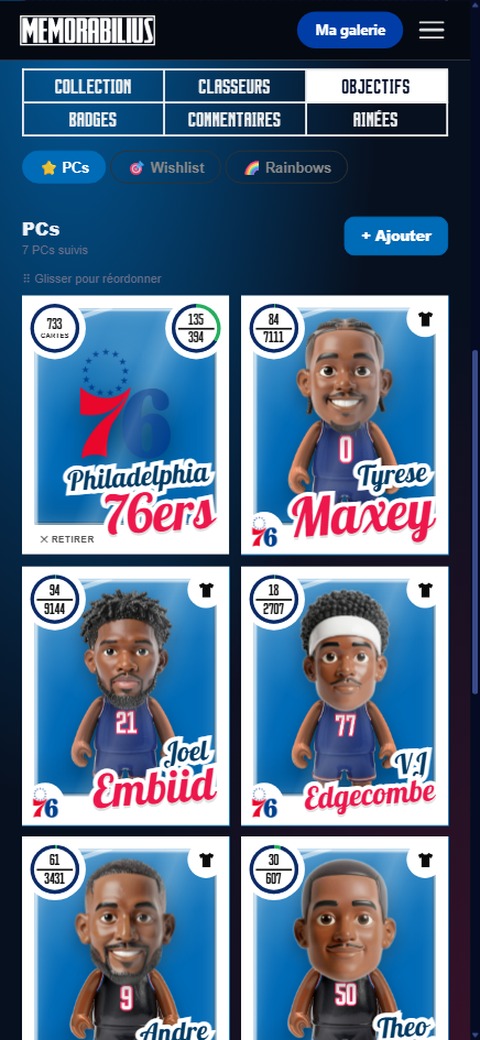 MEMORABILIUS
Ma galerie
COLLECTION
CLASSEURS
OBJECTIFS
BADGES
COMMENTAIRES
AIMÉES
PCs
Wishlist
Rainbows
PCs
7 PCs suivis
+ Ajouter
Glisser pour réordonner
733
CARTES
135
394
76
Philadelphia
76ers
× RETIRER
84
7111
0
Tyrese
Maxey
76
94
9144
21
Joel
Embiid
76
18
2707
77
VJ
Edgecombe
76
61
3431
9
Andre
30
607
50
Theo